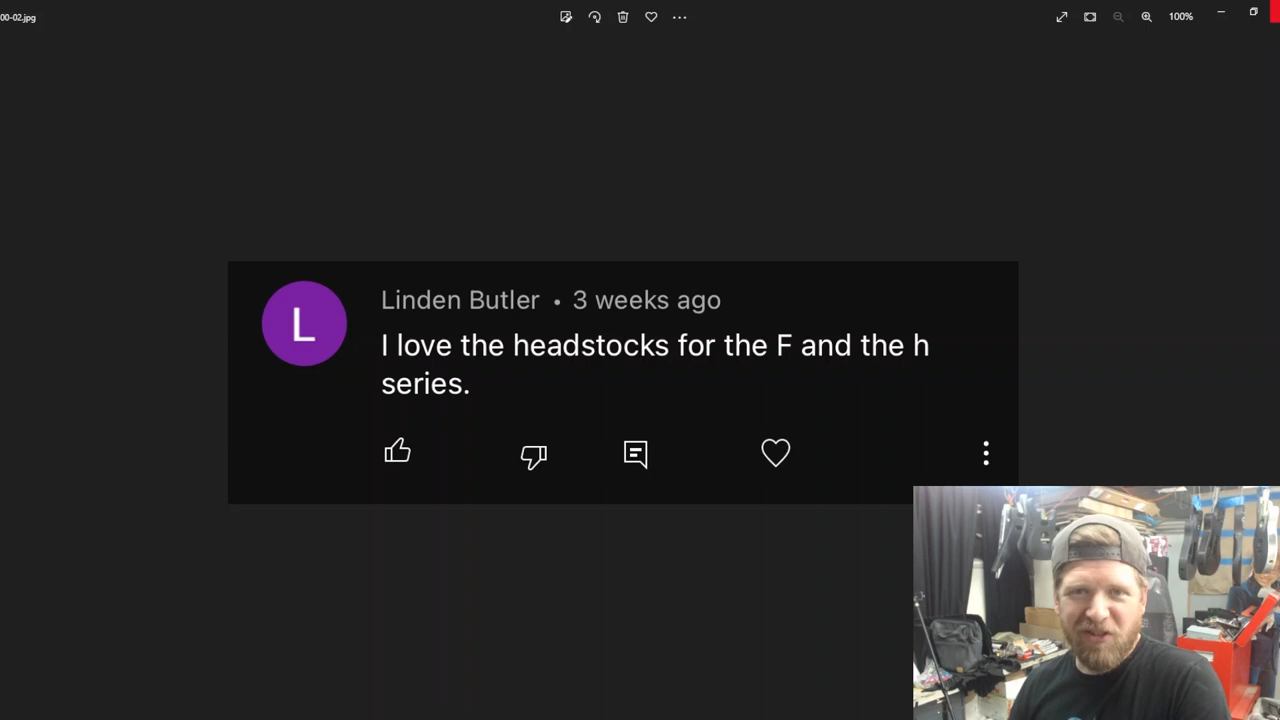 00-02.jpg
100%
L
Linden Butler • 3 weeks ago
I love the headstocks for the F and the h
series.